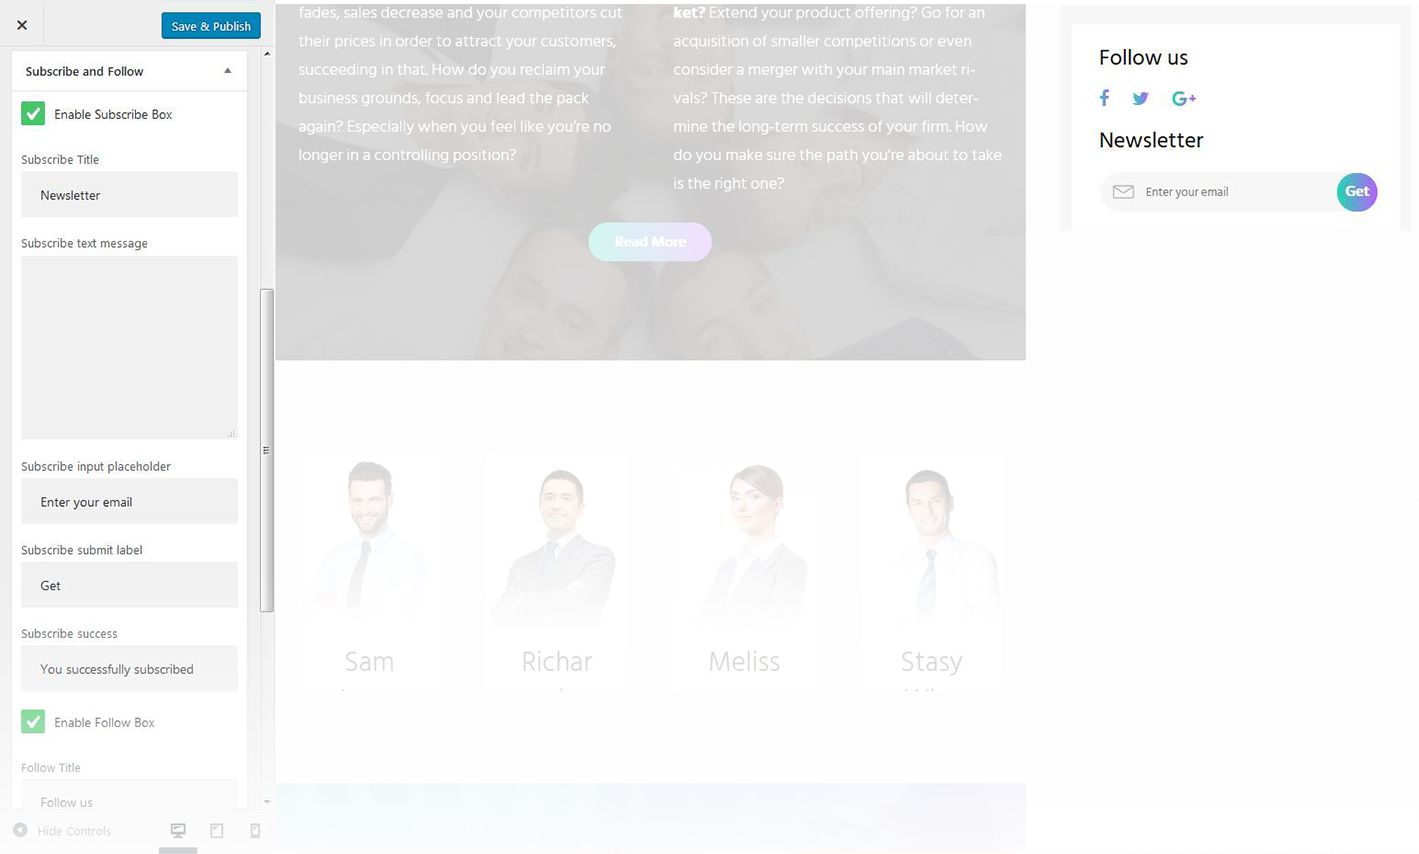 Save & Publish
Subscribe and Follow
Enable Subscribe Box
Subscribe Title
Newsletter
Subscribe text message
Subscribe input placeholder
Enter your email
Subscribe submit label
Get
Subscribe success
You successfully subscribed
Enable Follow Box
Follow Title
Follow us
Hide Controls
fades, sales decrease and your competitors cut
their prices in order to attract your customers,
succeeding in that. How do you reclaim your
business grounds, focus and lead the pack
again? Especially when you feel like you're no
longer in a controlling position?
ket? Extend your product offering? Go for an
acquisition of smaller competitions or even
consider a merger with your main market ri-
vals? These are the decisions that will deter-
mine the long-term success of your firm. How
do you make sure the path you're about to take
is the right one?
Read More
Sam
Richar
Meliss
Stasy
Follow us
Newsletter
Enter your email
Get